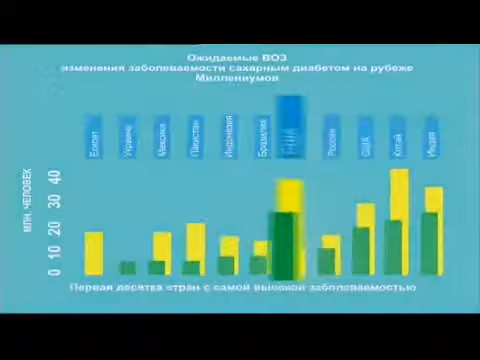 Ожидаемые ВОЗ
изменения заболеваемости сахарным диабетом на рубеже
Миллениумов
Египет
Украина
Мексика
Пакистан
Индонезия
Бразилия
США
Россия
США
Китай
Индия
МЛН. ЧЕЛОВЕК
40
30
20
10
0
Первая десятка стран с самой высокой заболеваемостью